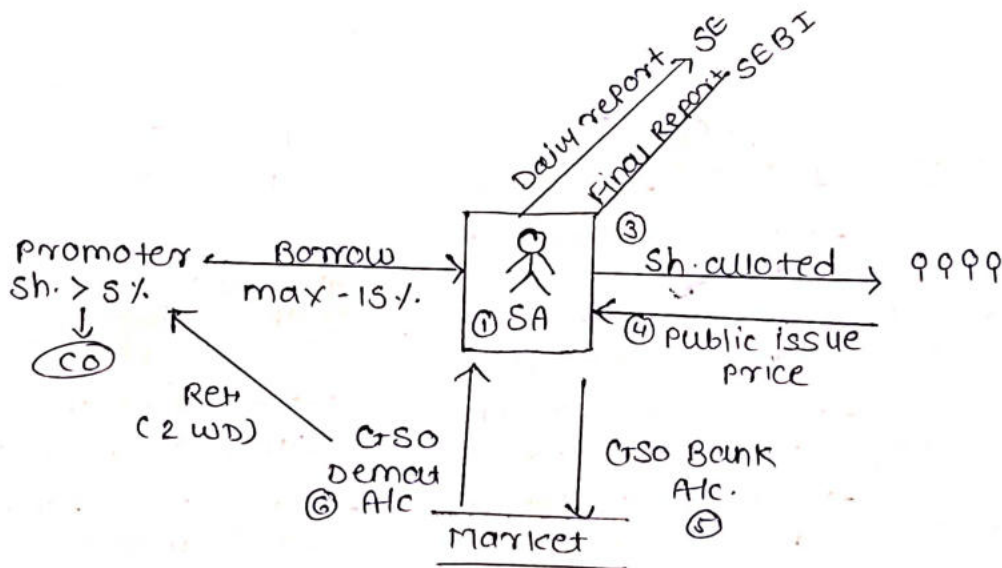 Daily report
SE
Final Report
SEBI
Promoter
Sh. > 5%
CO
Borrow
max - 15%.
① SA
③
Sh. alloted
④ Public issue
price
Ret
(2 WD)
GSO
Demat
⑥ A/c
GSO Bank
A/c.
⑤
Market